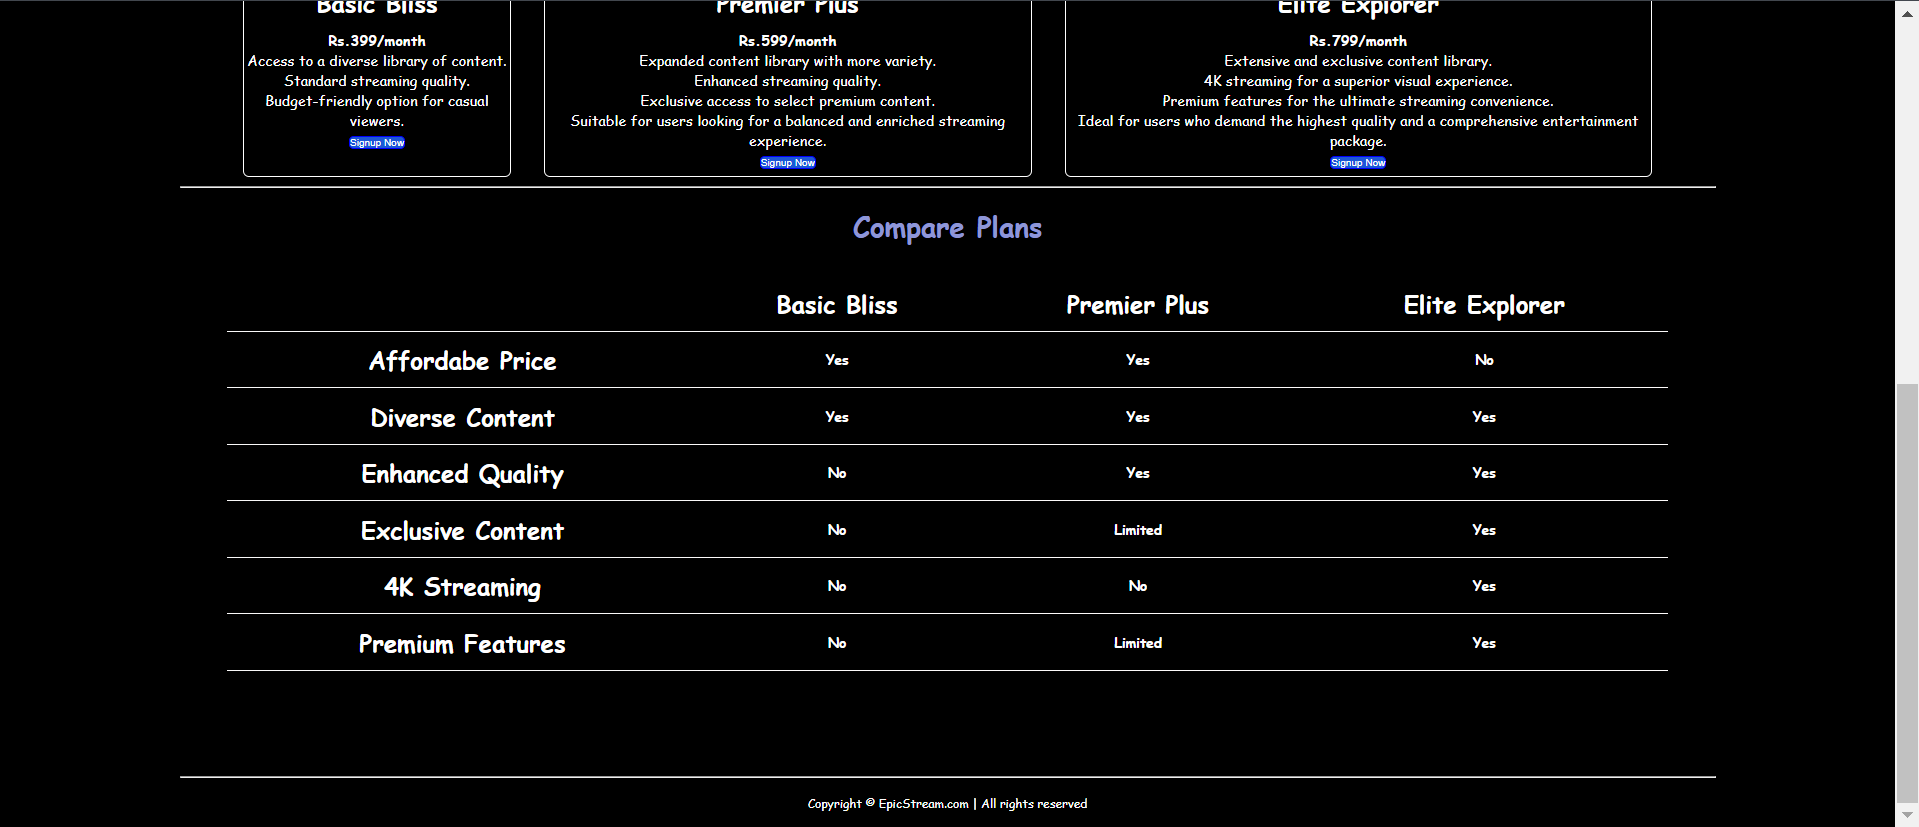 Basic Bliss
Rs.399/month
Access to a diverse library of content.
Standard streaming quality.
Budget-friendly option for casual
viewers.
Signup Now
Premier Plus
Rs.599/month
Expanded content library with more variety.
Enhanced streaming quality.
Exclusive access to select premium content.
Suitable for users looking for a balanced and enriched streaming
experience.
Signup Now
Elite Explorer
Rs.799/month
Extensive and exclusive content library.
4K streaming for a superior visual experience.
Premium features for the ultimate streaming convenience.
Ideal for users who demand the highest quality and a comprehensive entertainment
package.
Signup Now
Compare Plans
Basic Bliss Premier Plus Elite Explorer
Affordabe Price Yes Yes No
Diverse Content Yes Yes Yes
Enhanced Quality No Yes Yes
Exclusive Content No Limited Yes
4K Streaming No No Yes
Premium Features No Limited Yes
Copyright © EpicStream.com | All rights reserved